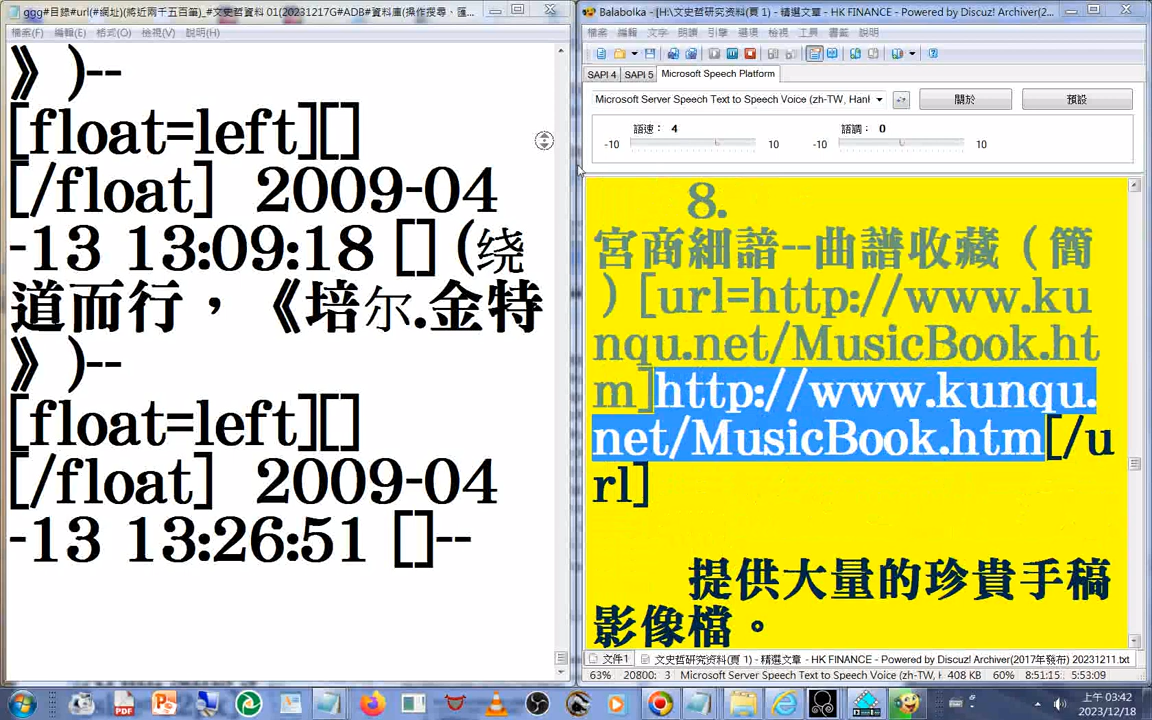 ggg#目錄#url(#網址)(將近兩千五百筆)_#文史哲資料 01(20231217G#ADB#資料庫(操作搜尋、匯...
檔案(F) 編輯(E) 格式(O) 檢視(V) 說明(H)
》)--
[float=left][]
[/float] 2009-04
-13 13:09:18 [] (绕
道而行，《培尔.金特
》)--
[float=left][]
[/float] 2009-04
-13 13:26:51 []--
Balabolka - [H:\文史哲研究资料(頁 1) - 精選文章 - HK FINANCE - Powered by Discuz! Archiver(2...
檔案 編輯 文字 朗讀 引擎 選項 檢視 工具 書籤 說明
SAPI 4 SAPI 5 Microsoft Speech Platform
Microsoft Server Speech Text to Speech Voice (zh-TW, Hanl
關於 預設
語速： 4 語調： 0
-10 10 -10 10
8.
宮商細諳--曲譜收藏（簡
）[url=http://www.ku
nqu.net/MusicBook.ht
m]http://www.kunqu.
net/MusicBook.htm[/u
rl]
提供大量的珍貴手稿
影像檔。
文件1 文史哲研究资料(頁 1) - 精選文章 - HK FINANCE - Powered by Discuz! Archiver(2017年發布) 20231211.txt
63% 20800: 3 Microsoft Server Speech Text to Speech Voice (zh-TW, H 408 KB 60% 8:51:15 5:53:09
PDF
上午 03:42
2023/12/18